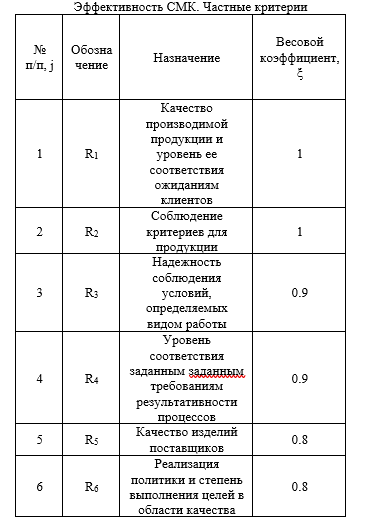 Эффективность СМК. Частные критерии
№ п/п, j
Обозна чение
Назначение
Весовой коэффициент, ξ
1
R1
Качество
производимой
продукции и
уровень ее
соответствия
ожиданиям
клиентов
1
2
R2
Соблюдение
критериев для
продукции
1
3
R3
Надежность
соблюдения
условий,
определяемых
видом работы
0.9
4
R4
Уровень
соответствия
заданным заданным
требованиям
результативности
процессов
0.9
5
R5
Качество изделий
поставщиков
0.8
6
R6
Реализация
политики и степень
выполнения целей в
области качества
0.8